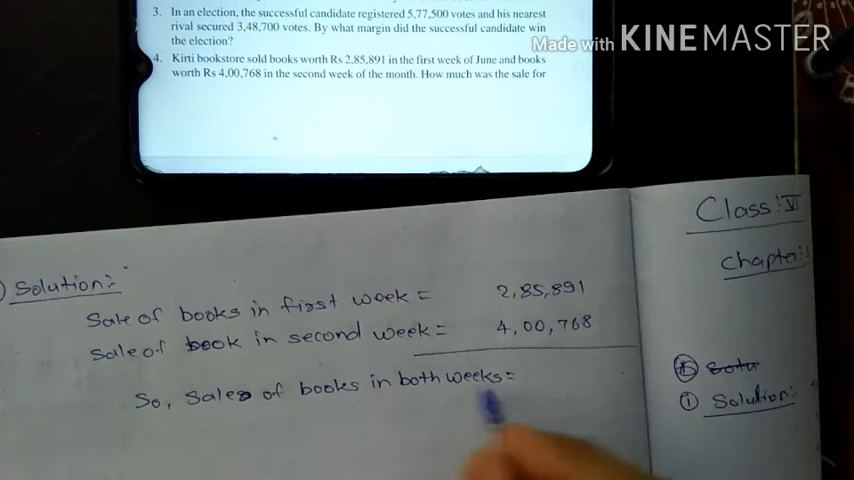 3. In an election, the successful candidate registered 5,77,500 votes and his nearest
rival secured 3,48,700 votes. By what margin did the successful candidate win
the election?
Made with KINEMASTER
4. Kirti bookstore sold books worth Rs 2,85,891 in the first week of June and books
worth Rs 4,00,768 in the second week of the month. How much was the sale for
Class: VI
Chapter:1
) Solution:-
Sale of books in first week = 2,85,891
Sale of book in second week = 4,00,768
So, Sales of books in both weeks=
① Solution:-